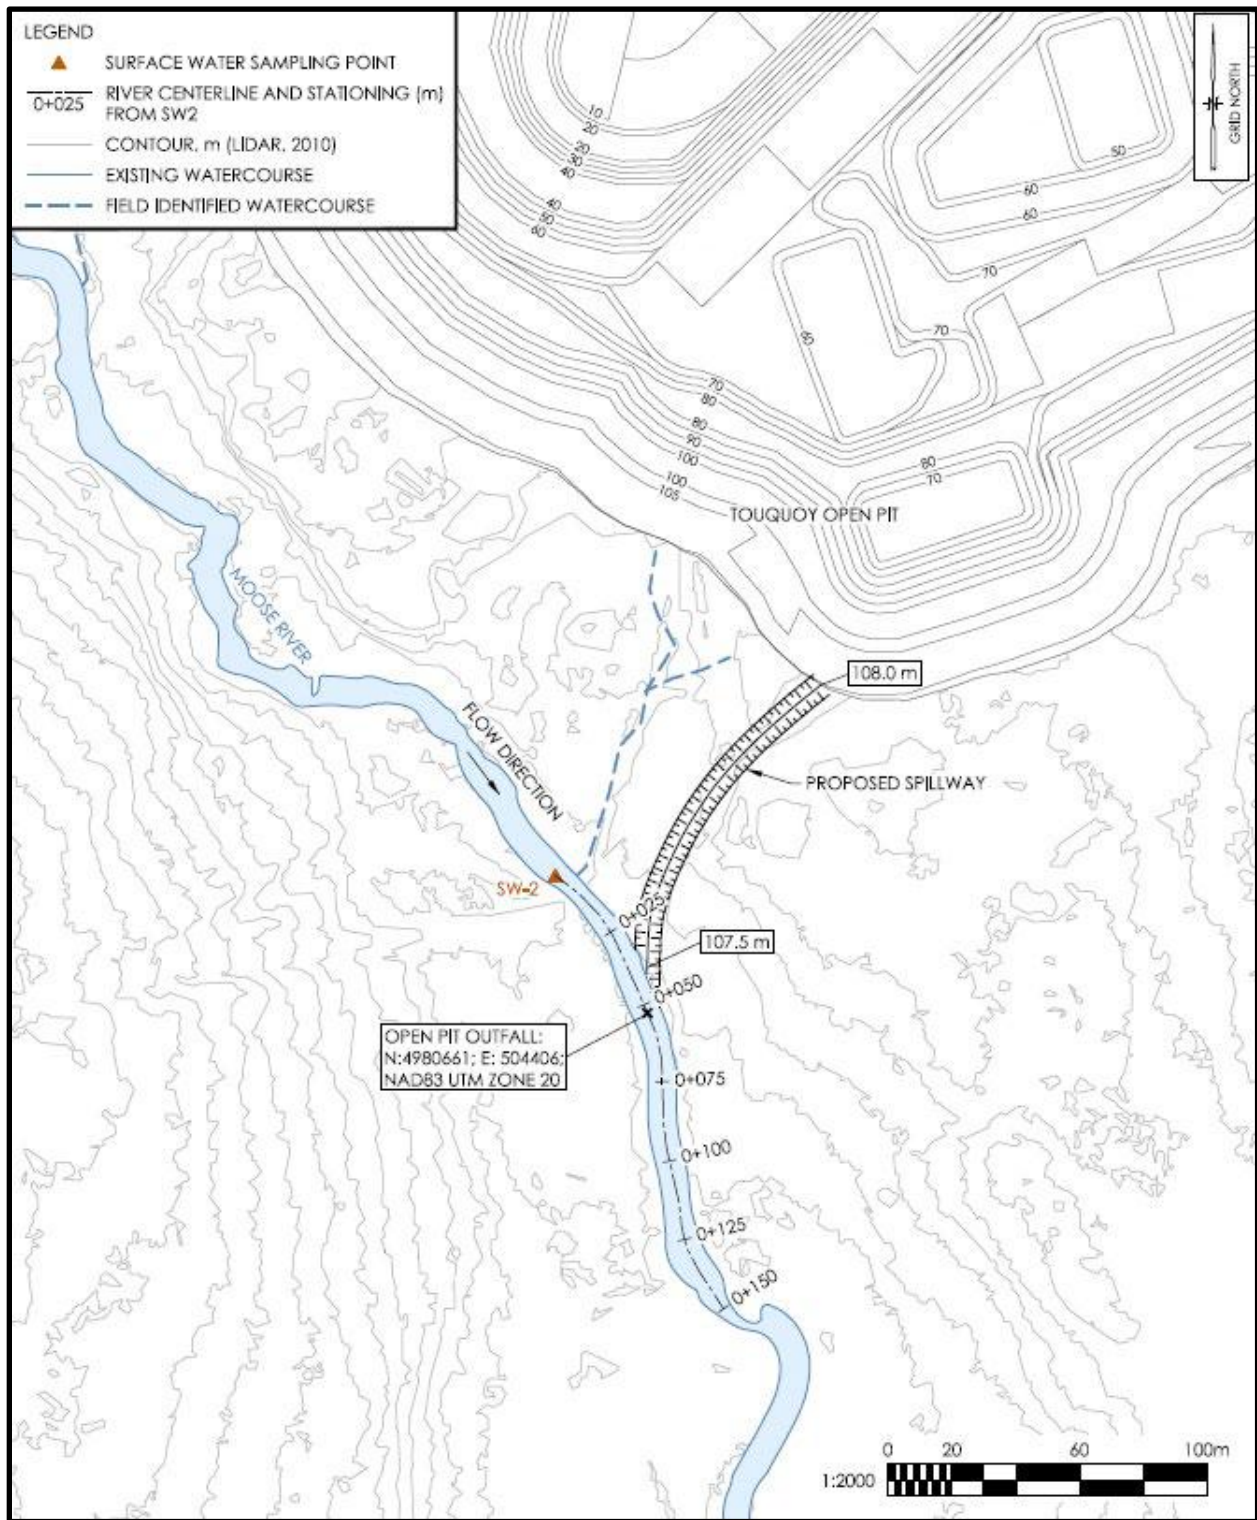 LEGEND
SURFACE WATER SAMPLING POINT
0+025
RIVER CENTERLINE AND STATIONING (m)
FROM SW2
CONTOUR, m (LIDAR, 2010)
EXISTING WATERCOURSE
FIELD IDENTIFIED WATERCOURSE
GRID NORTH
10
20
20
30
40
40
50
60
50
60
60
70
70
70
80
80
90
100
100
105
80
70
TOUQUOY OPEN PIT
MOOSE RIVER
FLOW DIRECTION
108.0 m
PROPOSED SPILLWAY
SW-2
0+025
107.5 m
0+050
OPEN PIT OUTFALL:
N:4980661; E: 504406;
NAD83 UTM ZONE 20
0+075
0+100
0+125
0+150
0 20 60 100m
1:2000